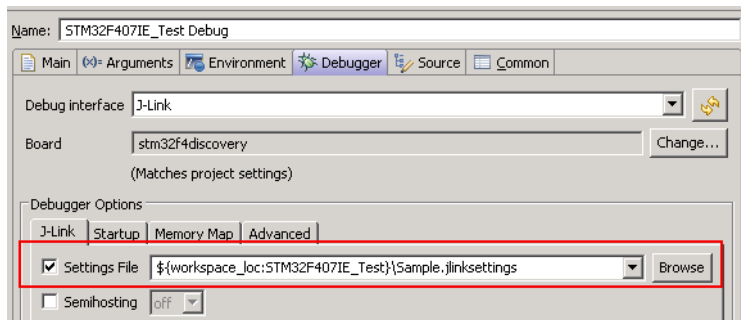 Name: STM32F407IE_Test Debug
Main (x)= Arguments Environment Debugger Source Common
Debug interface J-Link
Board stm32f4discovery Change...
(Matches project settings)
Debugger Options
J-Link Startup Memory Map Advanced
Settings File ${workspace_loc:STM32F407IE_Test}\Sample.jlinksettings Browse
Semihosting off